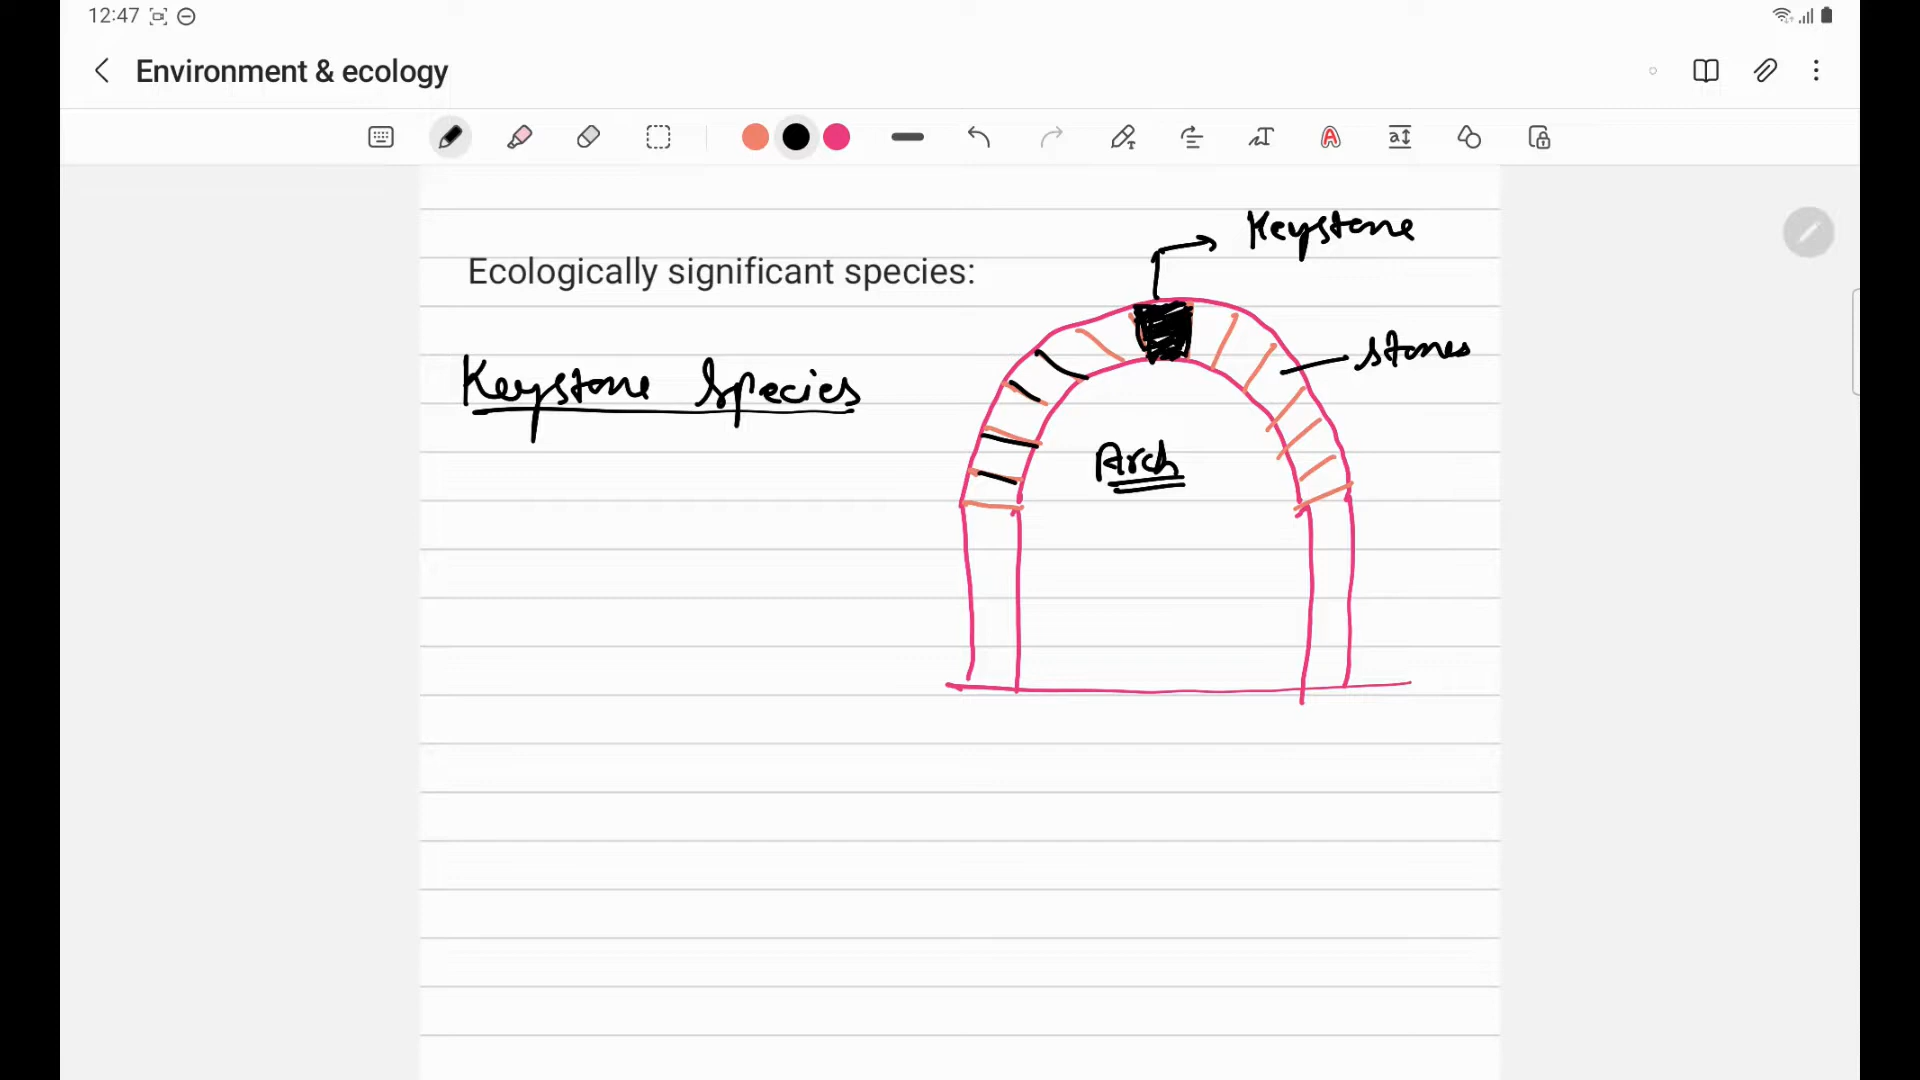 12:47
Environment & ecology
Keystone
Ecologically significant species:
stones
Keystone Species
Arch